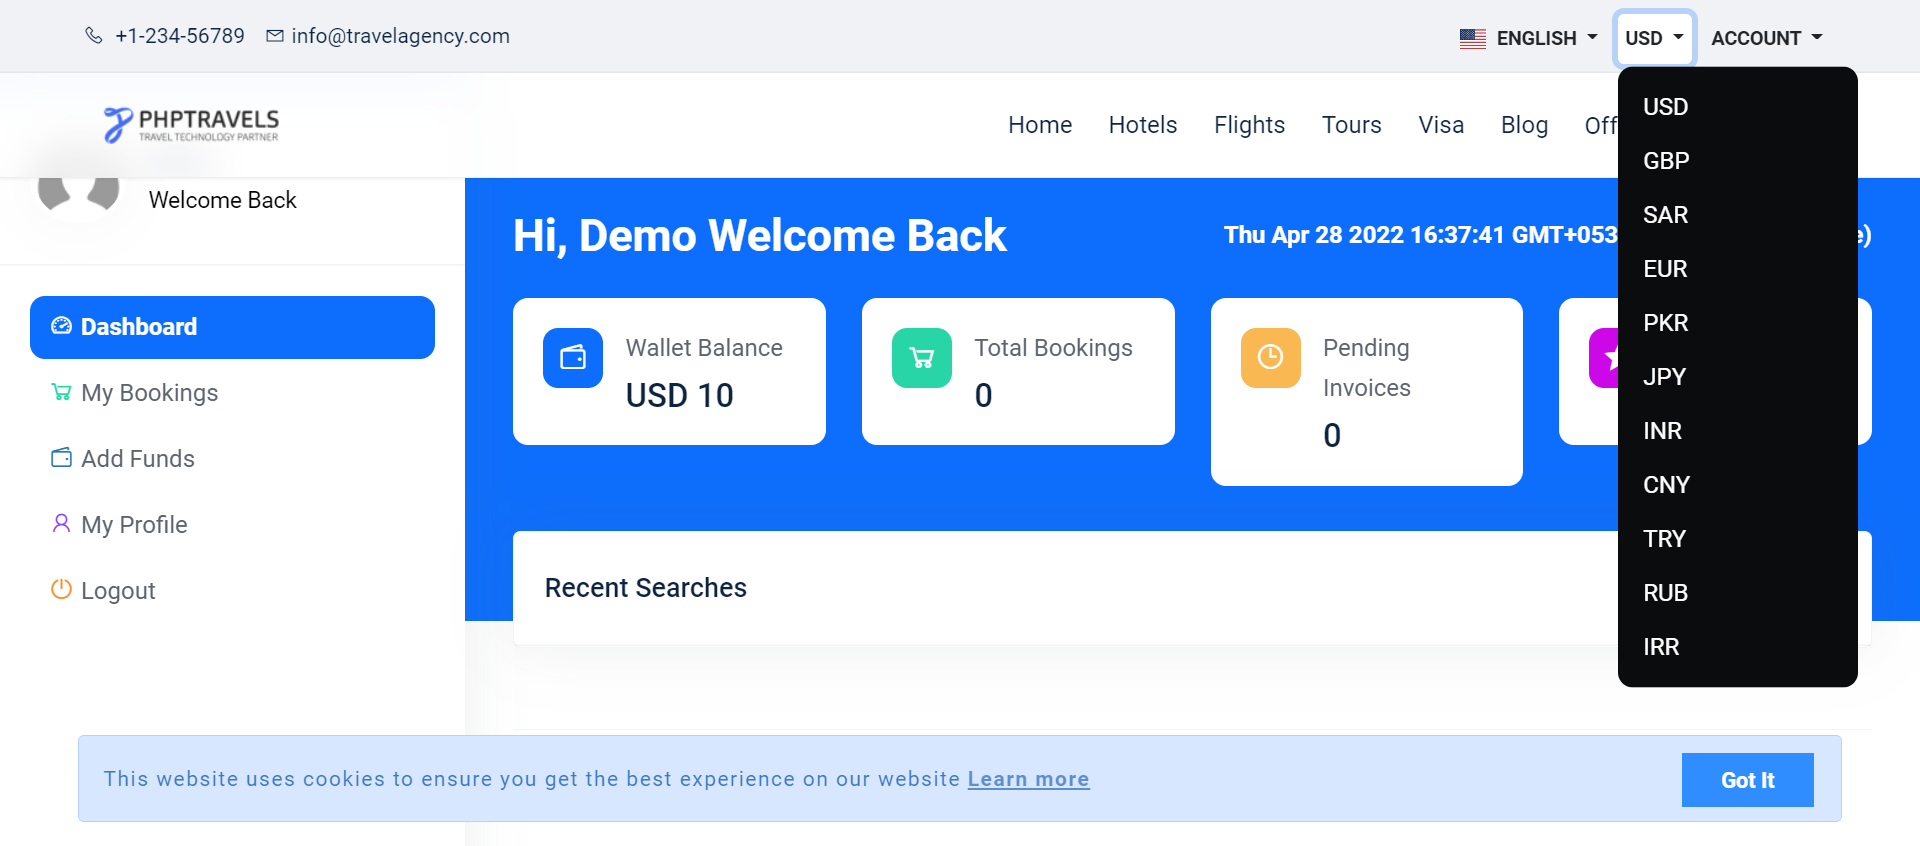 +1-234-56789 info@travelagency.com ENGLISH USD ACCOUNT
PHPTRAVELS
TRAVEL TECHNOLOGY PARTNER
Home Hotels Flights Tours Visa Blog Off
USD
GBP
SAR
EUR
PKR
JPY
INR
CNY
TRY
RUB
IRR
Welcome Back
Dashboard
My Bookings
Add Funds
My Profile
Logout
Hi, Demo Welcome Back
Thu Apr 28 2022 16:37:41 GMT+053 e)
Wallet Balance
USD 10
Total Bookings
0
Pending
Invoices
0
Recent Searches
This website uses cookies to ensure you get the best experience on our website Learn more
Got It